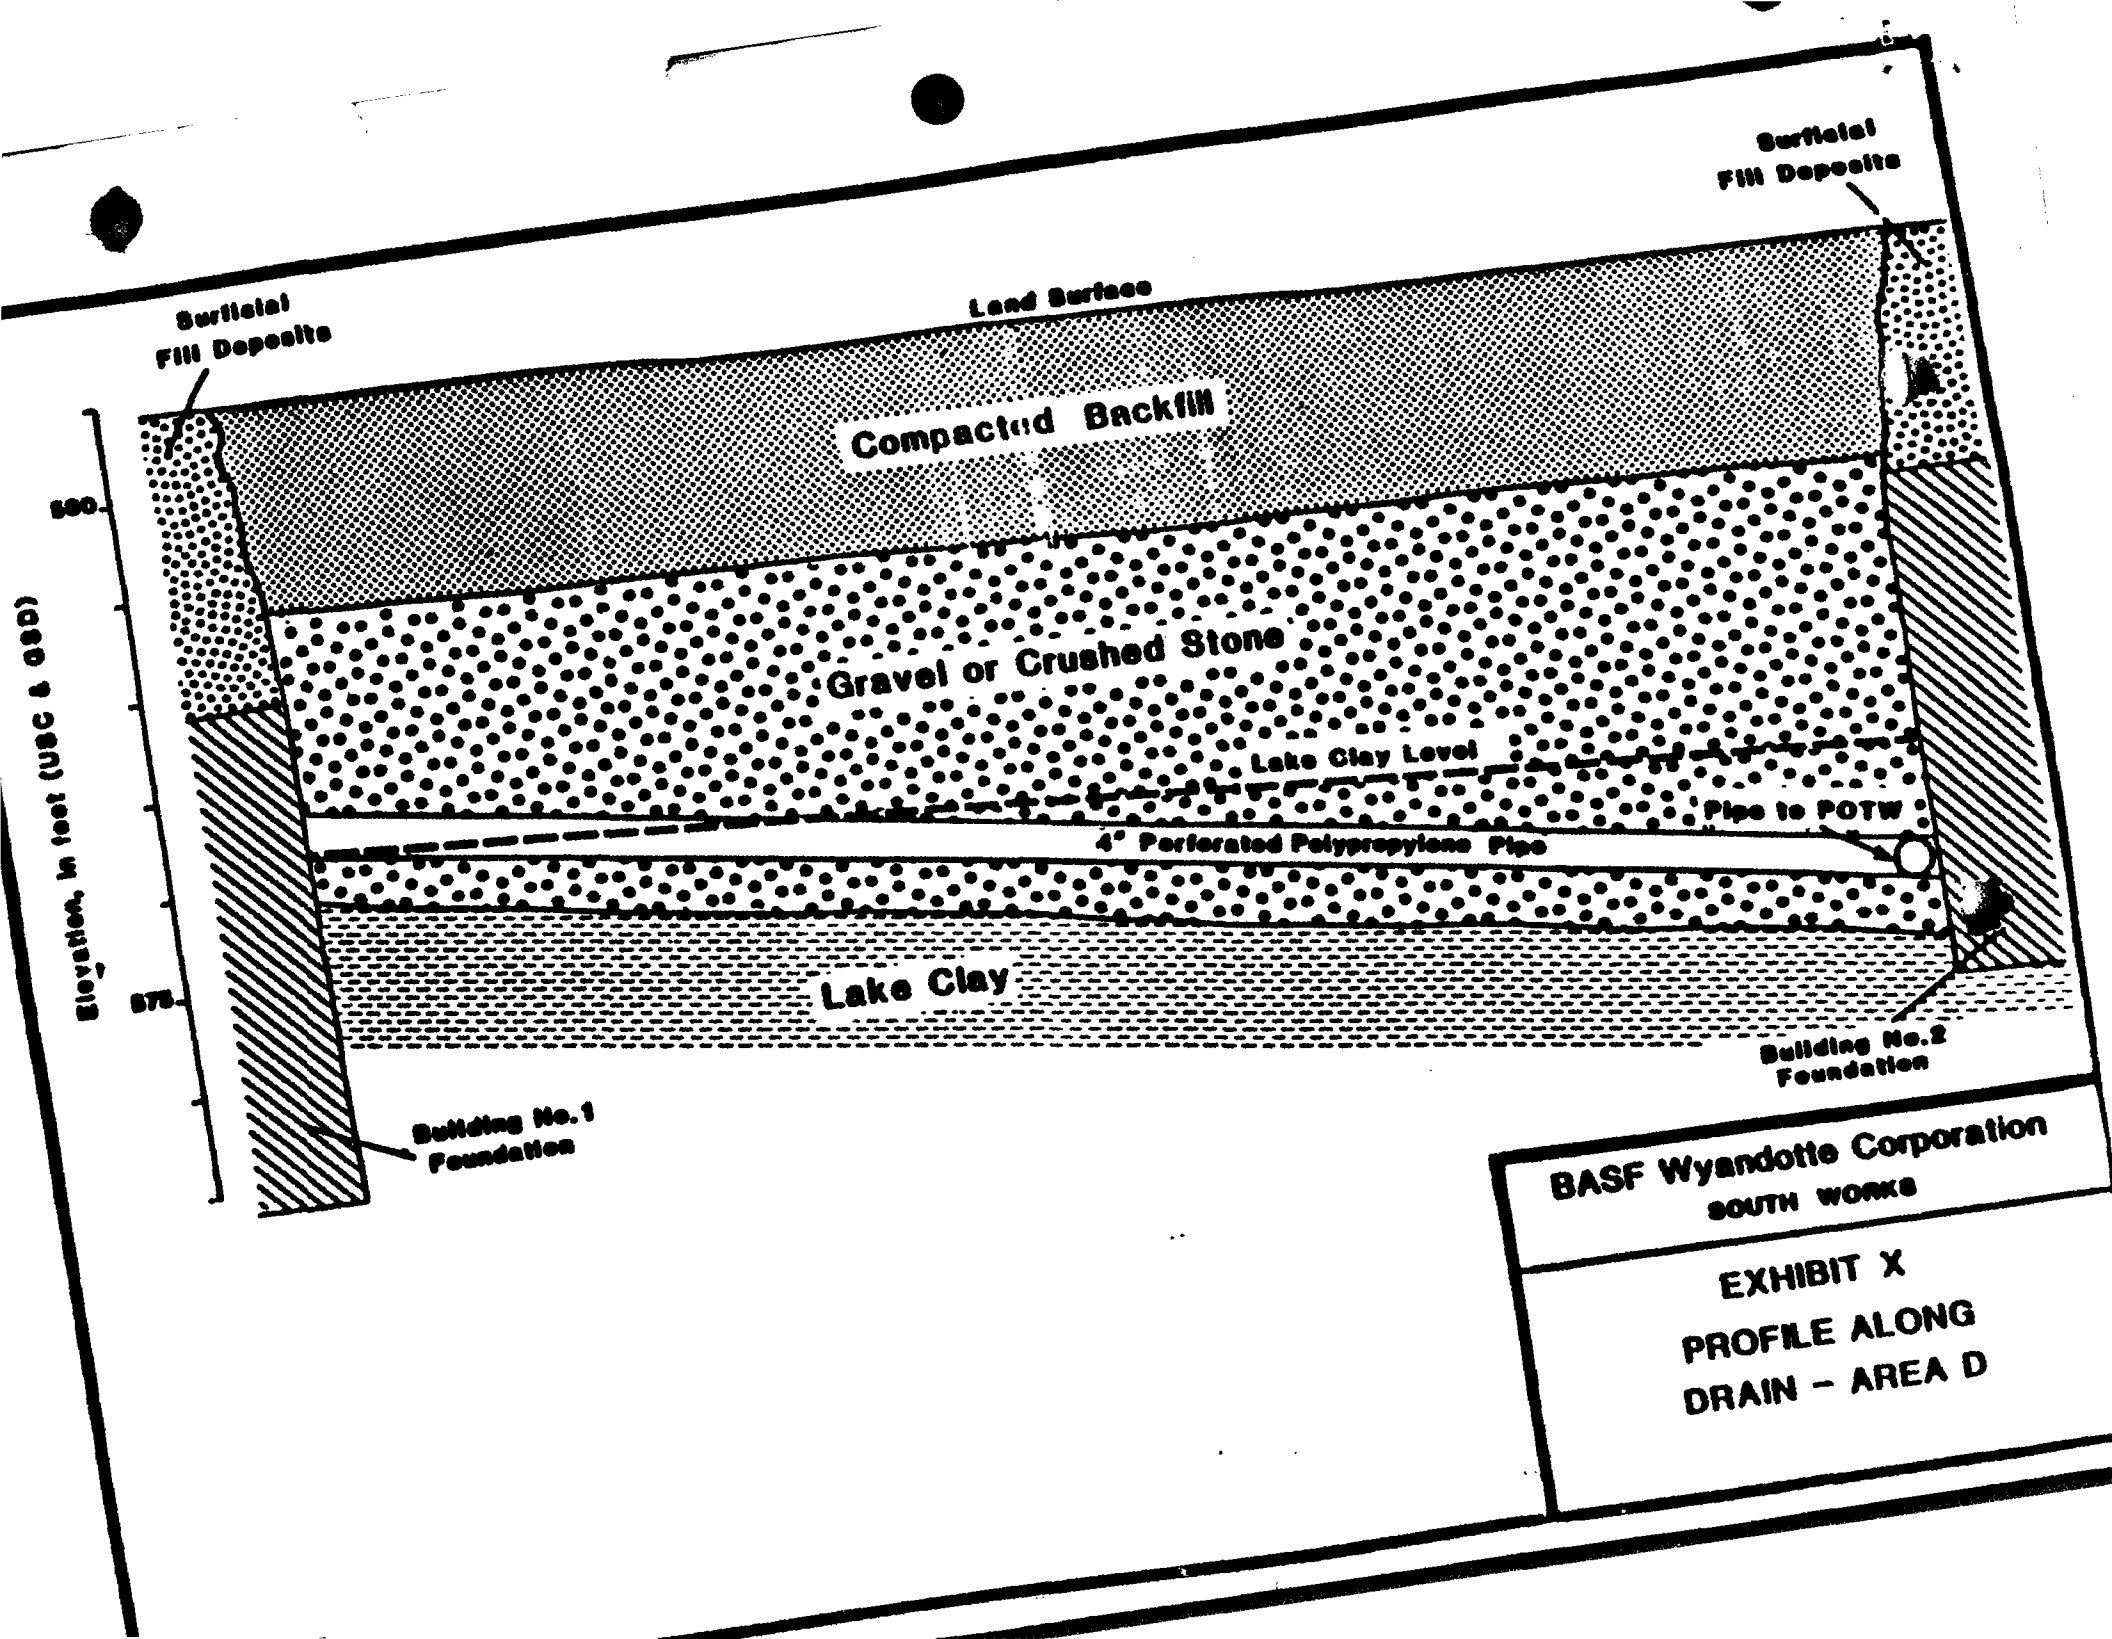 Surficial
Fill Deposits
Surficial
Fill Deposits
Land Surface
Compacted Backfill
580
Gravel or Crushed Stone
Elevation, in feet (USC & GSD)
Lake Clay Level
Pipe to POTW
4" Perforated Polypropylene Pipe
575
Lake Clay
Building No.2
Foundation
Building No.1
Foundation
BASF Wyandotte Corporation
SOUTH WORKS
EXHIBIT X
PROFILE ALONG
DRAIN - AREA D